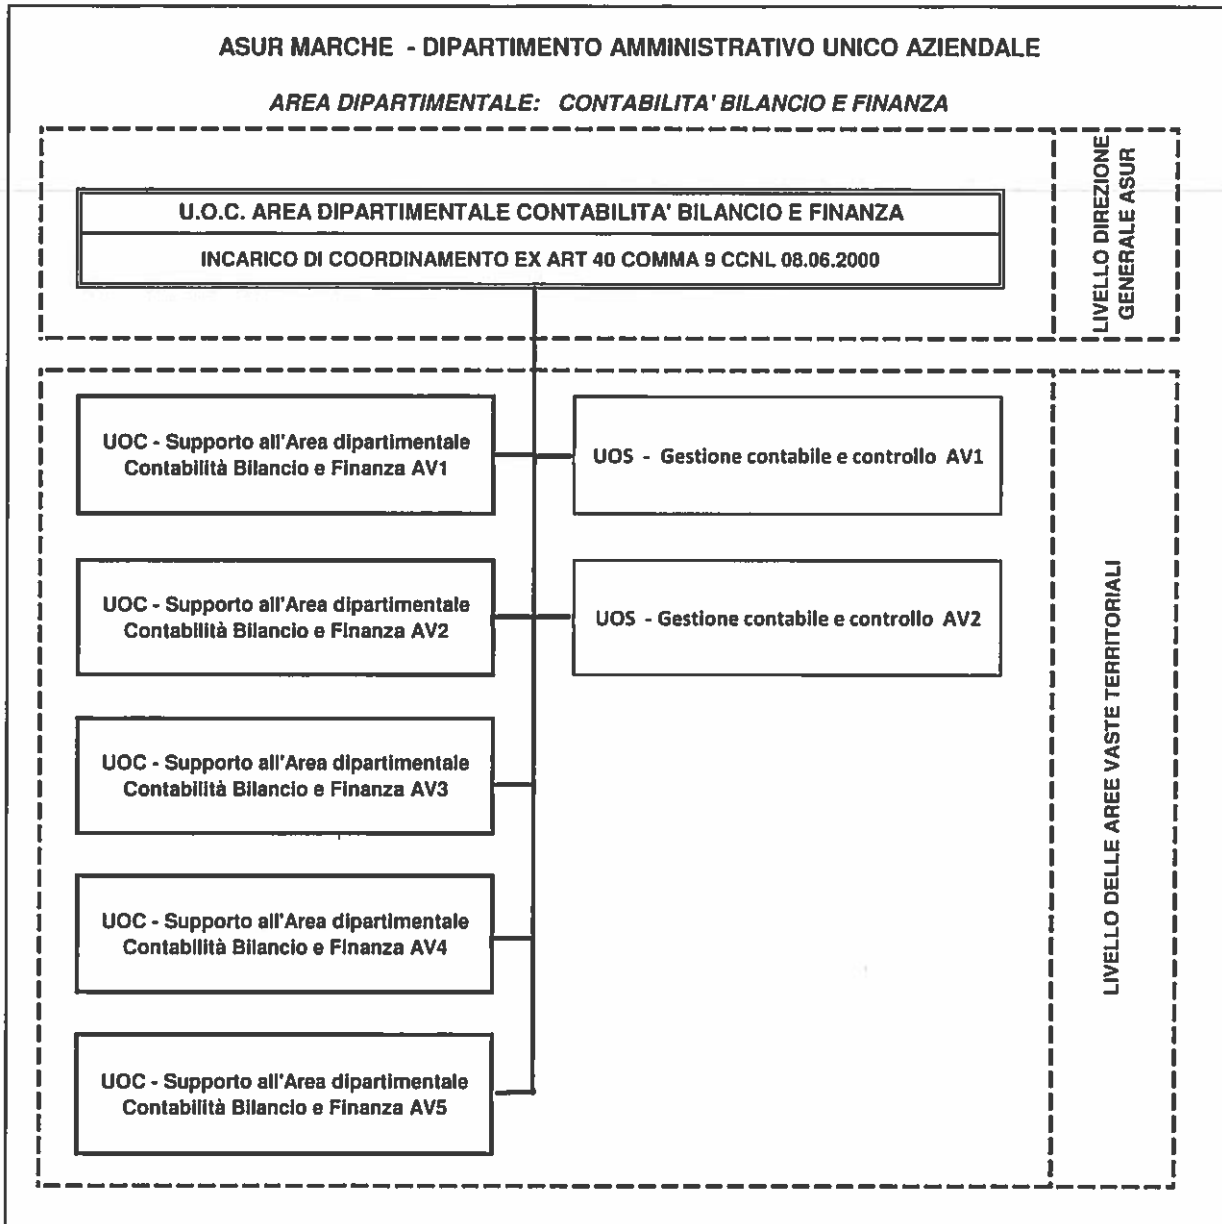 ASUR MARCHE - DIPARTIMENTO AMMINISTRATIVO UNICO AZIENDALE
AREA DIPARTIMENTALE: CONTABILITA' BILANCIO E FINANZA
U.O.C. AREA DIPARTIMENTALE CONTABILITA' BILANCIO E FINANZA
INCARICO DI COORDINAMENTO EX ART 40 COMMA 9 CCNL 08.06.2000
LIVELLO DIREZIONE
GENERALE ASUR
UOC - Supporto all'Area dipartimentale
Contabilità Bilancio e Finanza AV1
UOS - Gestione contabile e controllo AV1
UOC - Supporto all'Area dipartimentale
Contabilità Bilancio e Finanza AV2
UOS - Gestione contabile e controllo AV2
UOC - Supporto all'Area dipartimentale
Contabilità Bilancio e Finanza AV3
UOC - Supporto all'Area dipartimentale
Contabilità Bilancio e Finanza AV4
UOC - Supporto all'Area dipartimentale
Contabilità Bilancio e Finanza AV5
LIVELLO DELLE AREE VASTE TERRITORIALI